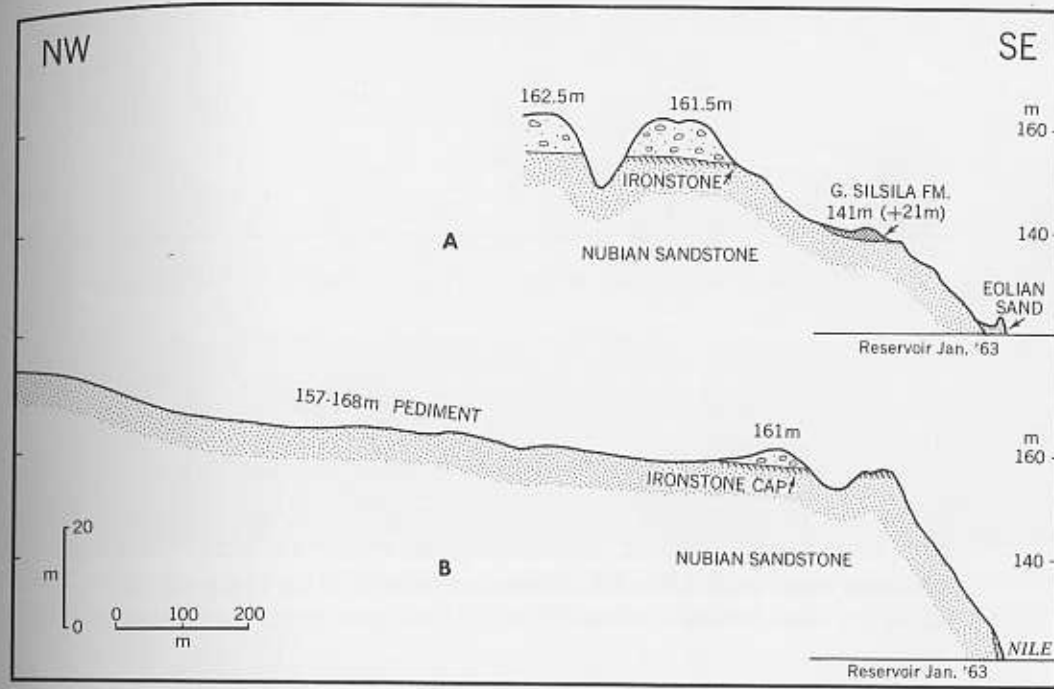 NW
SE
162.5m
161.5m
m
160
IRONSTONE
G. SILSILA FM.
141m (+21m)
A
NUBIAN SANDSTONE
140
EOLIAN
SAND
Reservoir Jan. '63
157-168m PEDIMENT
161m
m
160
IRONSTONE CAP
20
m
0
B
NUBIAN SANDSTONE
140
0 100 200
m
NILE
Reservoir Jan. '63